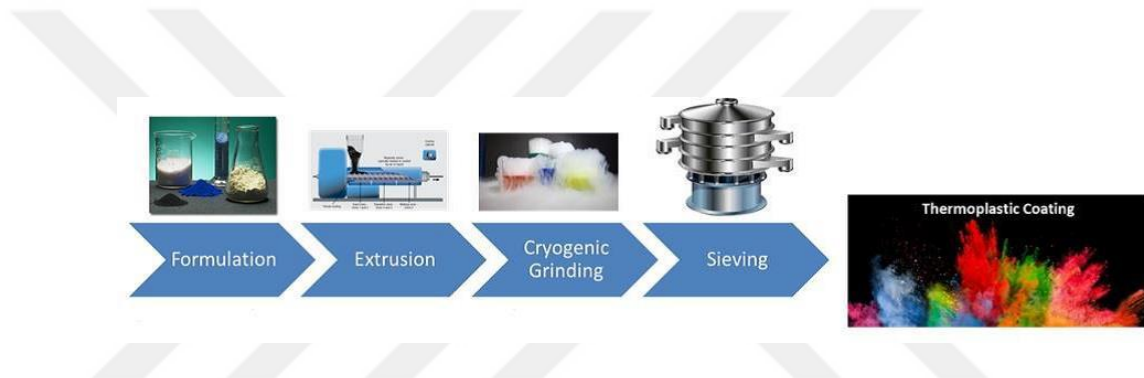 Formulation
Extrusion
Cryogenic
Grinding
Sieving
Thermoplastic Coating